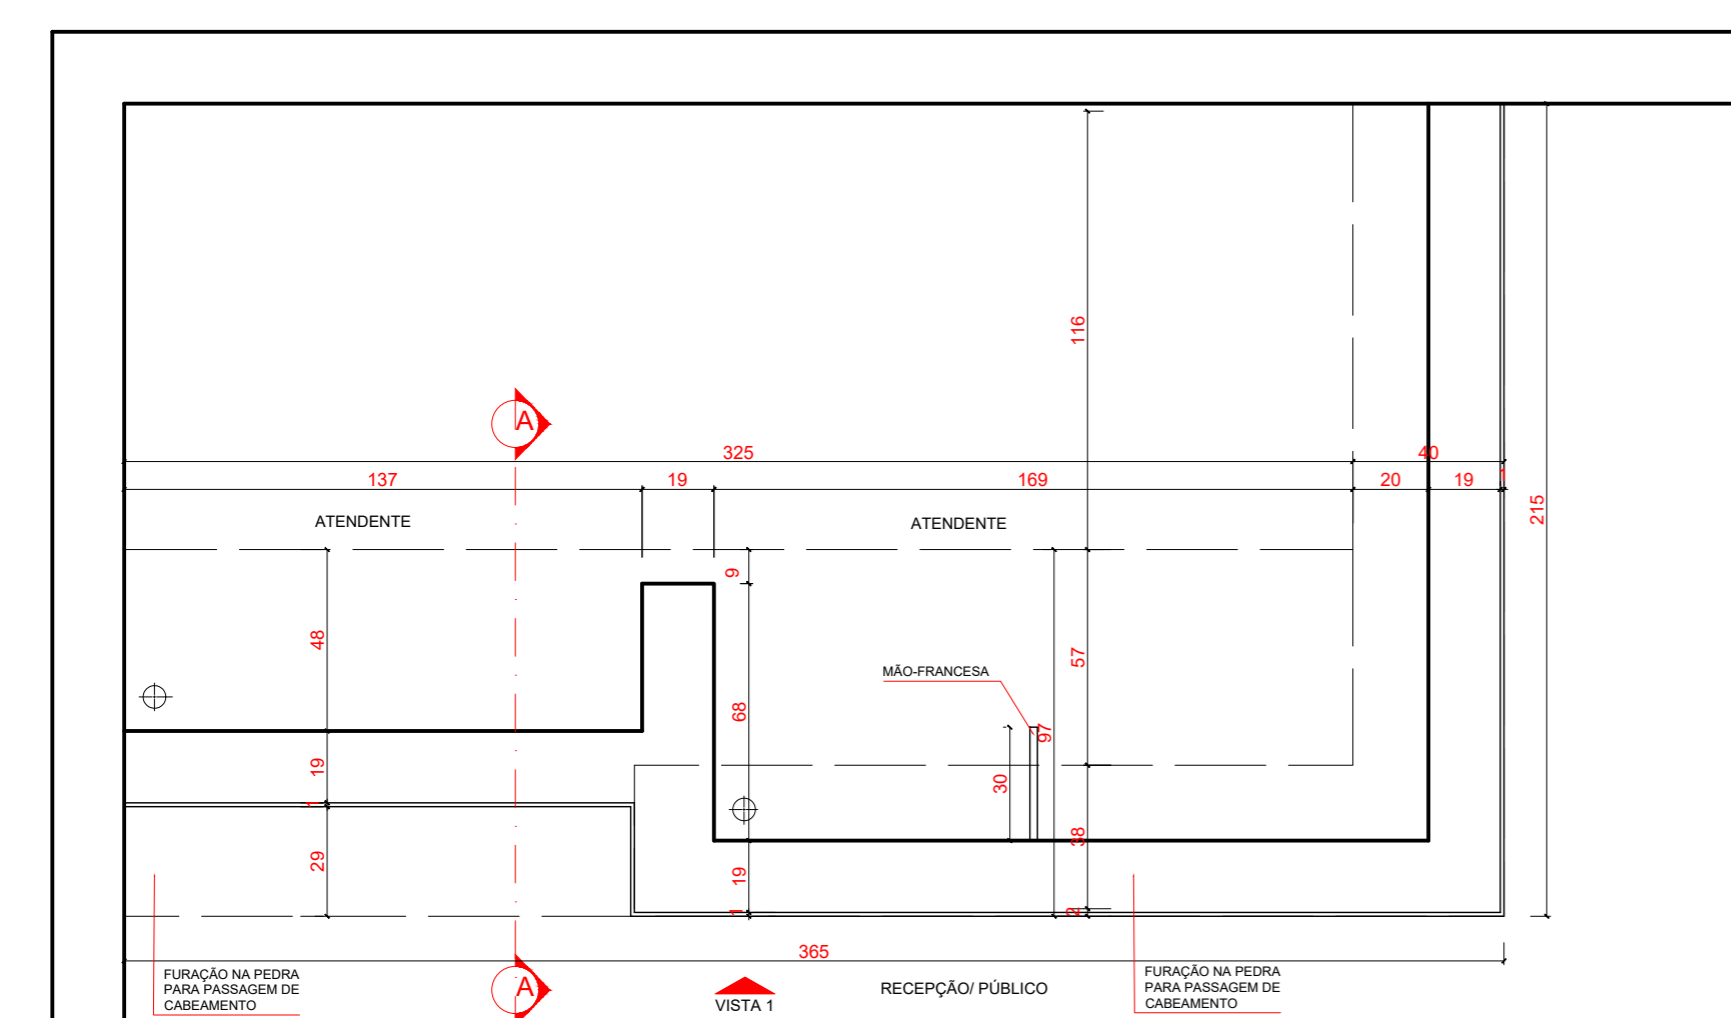 116
A
325
40
137
19
169
20
19
1
215
ATENDENTE
ATENDENTE
9
48
57
MÃO-FRANCESA
68
97
19
30
1
38
29
19
1
2
365
FURAÇÃO NA PEDRA
PARA PASSAGEM DE
CABEAMENTO
A
VISTA 1
RECEPÇÃO/ PÚBLICO
FURAÇÃO NA PEDRA
PARA PASSAGEM DE
CABEAMENTO